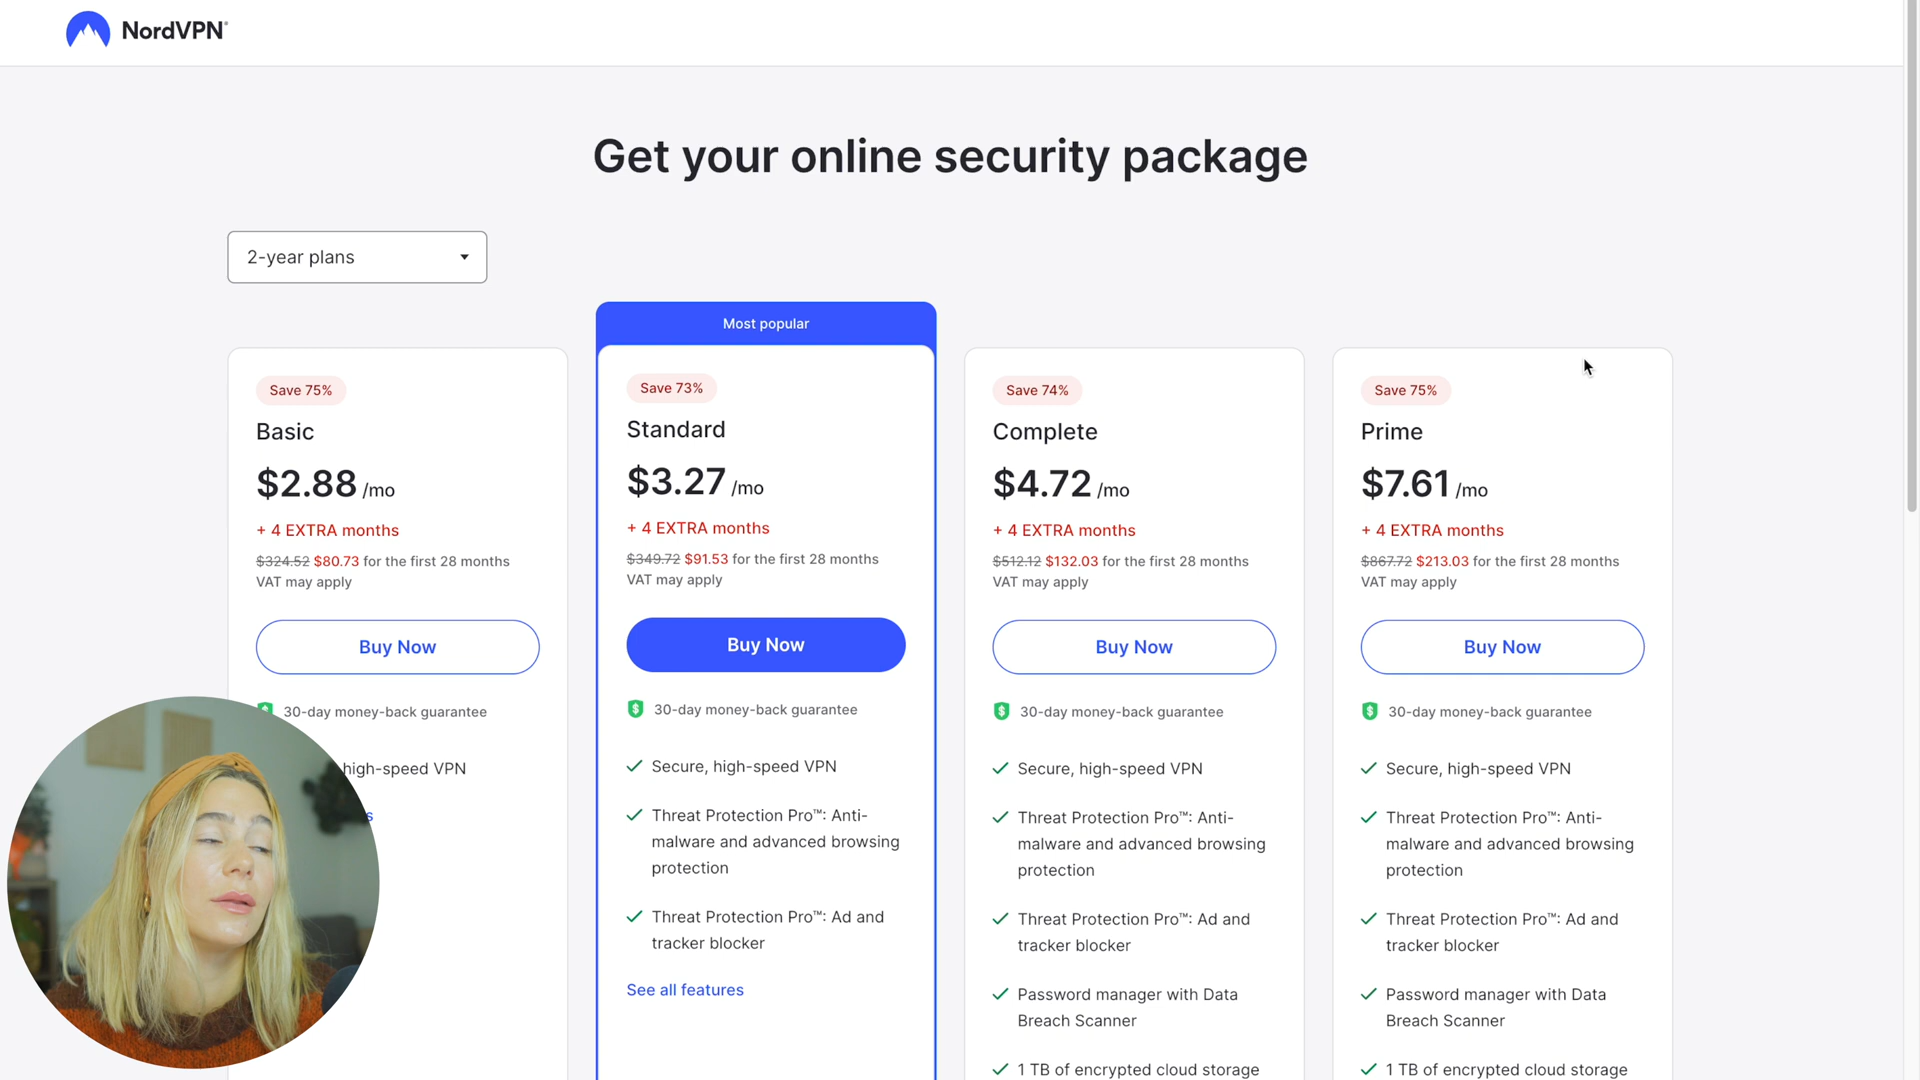 NordVPN®
Get your online security package
2-year plans
Most popular
Save 75%
Basic
$2.88 /mo
+ 4 EXTRA months
$324.52 $80.73 for the first 28 months
VAT may apply
Buy Now
30-day money-back guarantee
high-speed VPN
Save 73%
Standard
$3.27 /mo
+ 4 EXTRA months
$349.72 $91.53 for the first 28 months
VAT may apply
Buy Now
30-day money-back guarantee
Secure, high-speed VPN
Threat Protection Pro™: Anti-
malware and advanced browsing
protection
Threat Protection Pro™: Ad and
tracker blocker
See all features
Save 74%
Complete
$4.72 /mo
+ 4 EXTRA months
$512.12 $132.03 for the first 28 months
VAT may apply
Buy Now
30-day money-back guarantee
Secure, high-speed VPN
Threat Protection Pro™: Anti-
malware and advanced browsing
protection
Threat Protection Pro™: Ad and
tracker blocker
Password manager with Data
Breach Scanner
1 TB of encrypted cloud storage
Save 75%
Prime
$7.61 /mo
+ 4 EXTRA months
$867.72 $213.03 for the first 28 months
VAT may apply
Buy Now
30-day money-back guarantee
Secure, high-speed VPN
Threat Protection Pro™: Anti-
malware and advanced browsing
protection
Threat Protection Pro™: Ad and
tracker blocker
Password manager with Data
Breach Scanner
1 TB of encrypted cloud storage